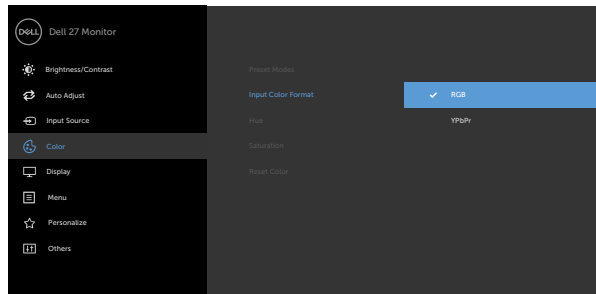 DELL Dell 27 Monitor
Brightness/Contrast Preset Modes
Auto Adjust Input Color Format RGB
Input Source Hue YPbPr
Color Saturation
Display Reset Color
Menu
Personalize
Others